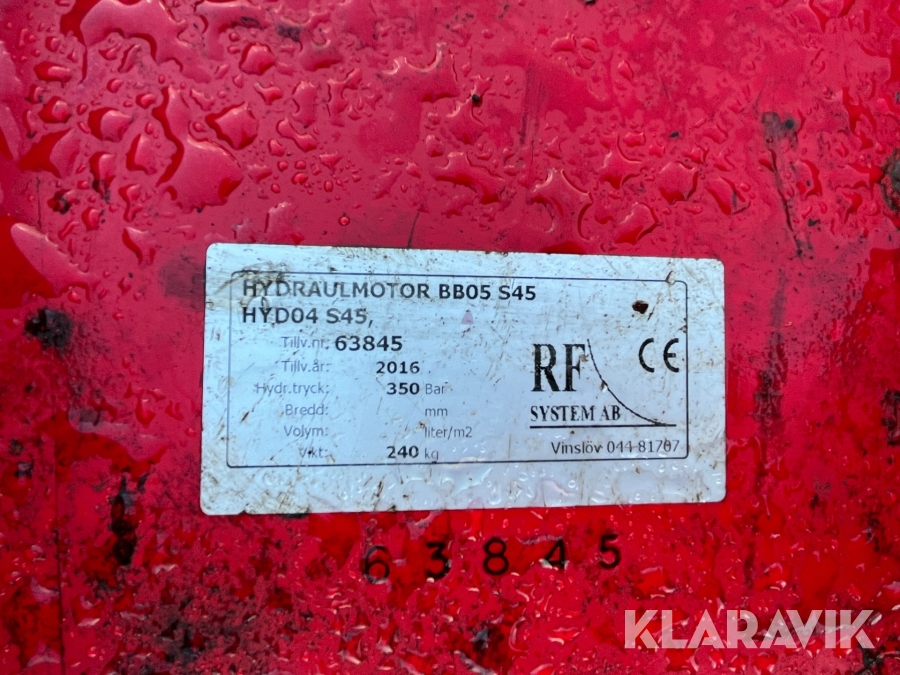 HYDRAULMOTOR BB05 S45
HYD04 S45,
Tillv.nr: 63845
Tillv.år: 2016
Hydr.tryck: 350 Bar
Bredd: mm
Volym: liter/m2
Vikt: 240 kg
RF
SYSTEM AB
CE
Vinslöv 044 81707
63845
KLARAVIK